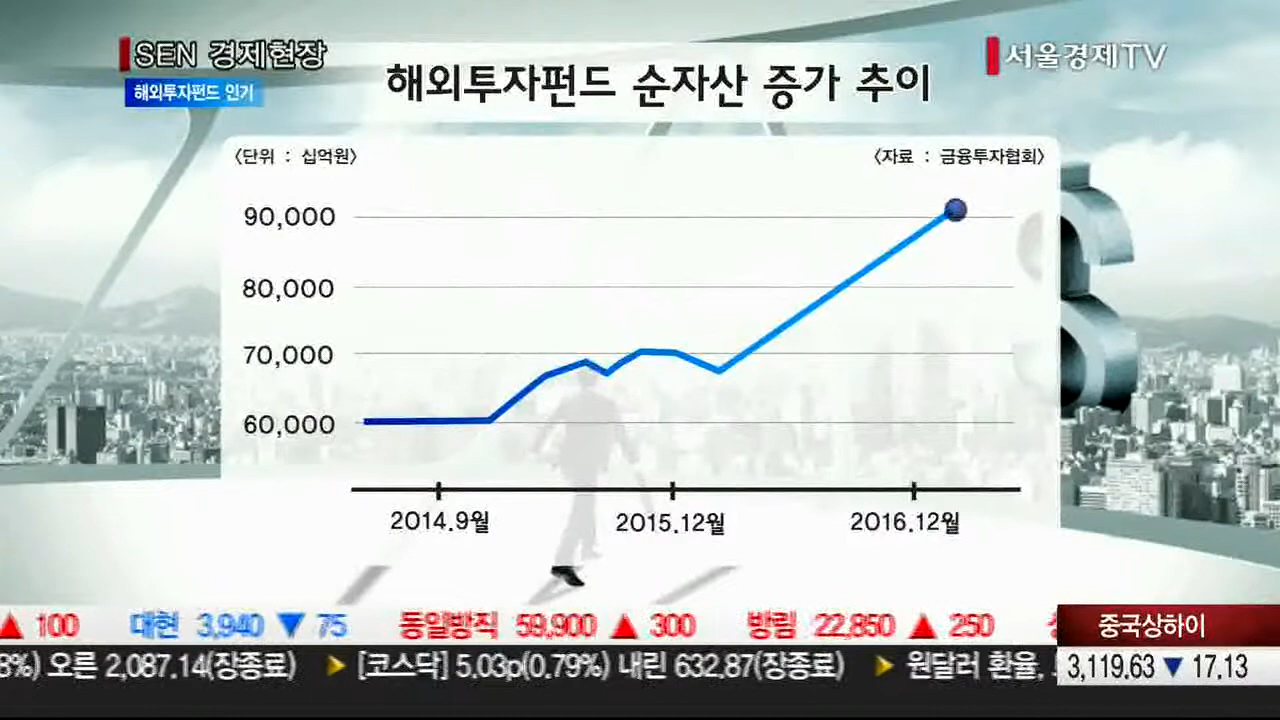 SEN 경제현장
서울경제TV
해외투자펀드 인기
해외투자펀드 순자산 증가 추이
〈단위 : 십억원〉
〈자료 : 금융투자협회〉
90,000
80,000
70,000
60,000
2014.9월 2015.12월 2016.12월
▲ 100 대현 3,940 ▼ 75 동일방직 59,900 ▲ 300 방림 22,850 ▲ 250
중국상하이
8%) 오른 2,087.14(장종료) [코스닥] 5.03p(0.79%) 내린 632.87(장종료) 원달러 환율,
3,119.63 ▼ 17.13